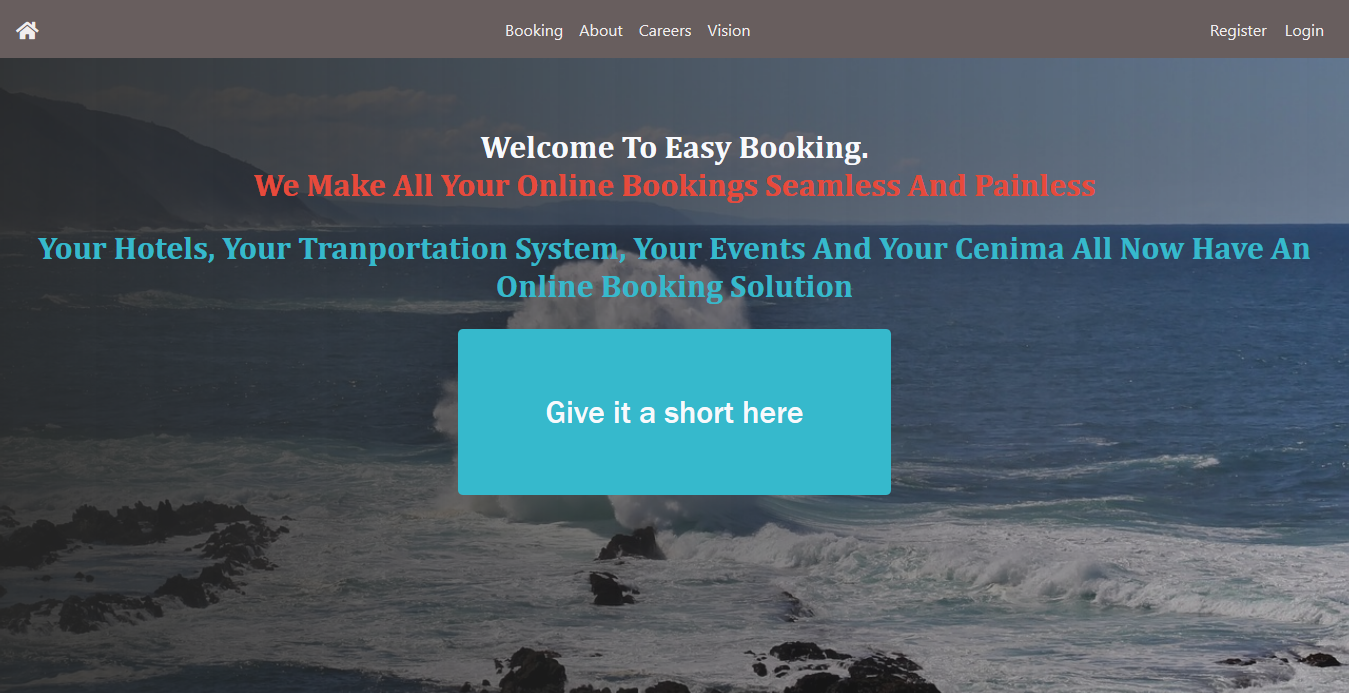 Booking About Careers Vision Register Login
Welcome To Easy Booking.
We Make All Your Online Bookings Seamless And Painless
Your Hotels, Your Tranportation System, Your Events And Your Cenima All Now Have An
Online Booking Solution
Give it a short here